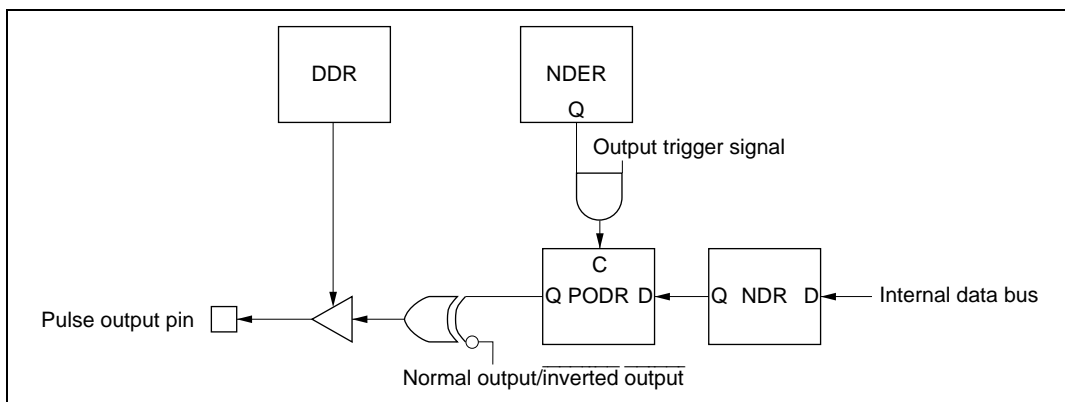 DDR
NDER
Q
Output trigger signal
C
Q PODR D
Q NDR D
Internal data bus
Pulse output pin
Normal output/inverted output